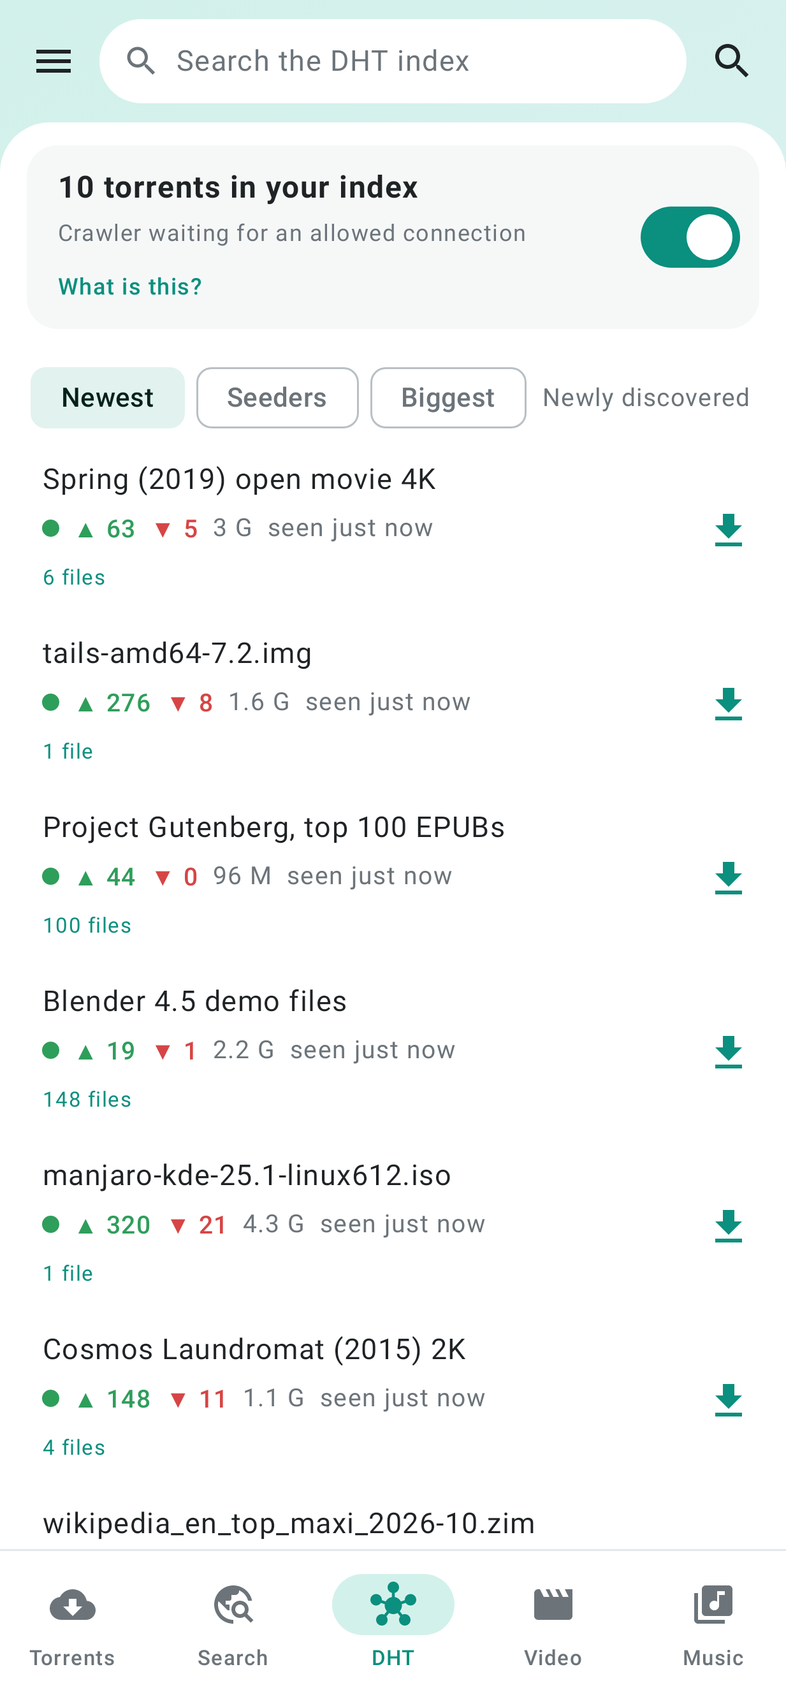 Search the DHT index
10 torrents in your index
Crawler waiting for an allowed connection
What is this?
Newest Seeders Biggest Newly discovered
Spring (2019) open movie 4K
▲ 63 ▼ 5 3 G seen just now
6 files
tails-amd64-7.2.img
▲ 276 ▼ 8 1.6 G seen just now
1 file
Project Gutenberg, top 100 EPUBs
▲ 44 ▼ 0 96 M seen just now
100 files
Blender 4.5 demo files
▲ 19 ▼ 1 2.2 G seen just now
148 files
manjaro-kde-25.1-linux612.iso
▲ 320 ▼ 21 4.3 G seen just now
1 file
Cosmos Laundromat (2015) 2K
▲ 148 ▼ 11 1.1 G seen just now
4 files
wikipedia_en_top_maxi_2026-10.zim
Torrents Search DHT Video Music